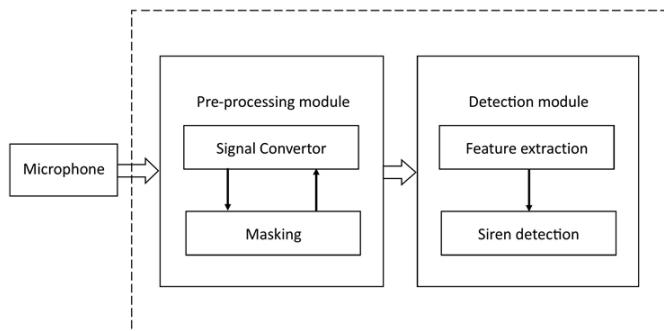 Microphone
Pre-processing module
Signal Convertor
Masking
Detection module
Feature extraction
Siren detection